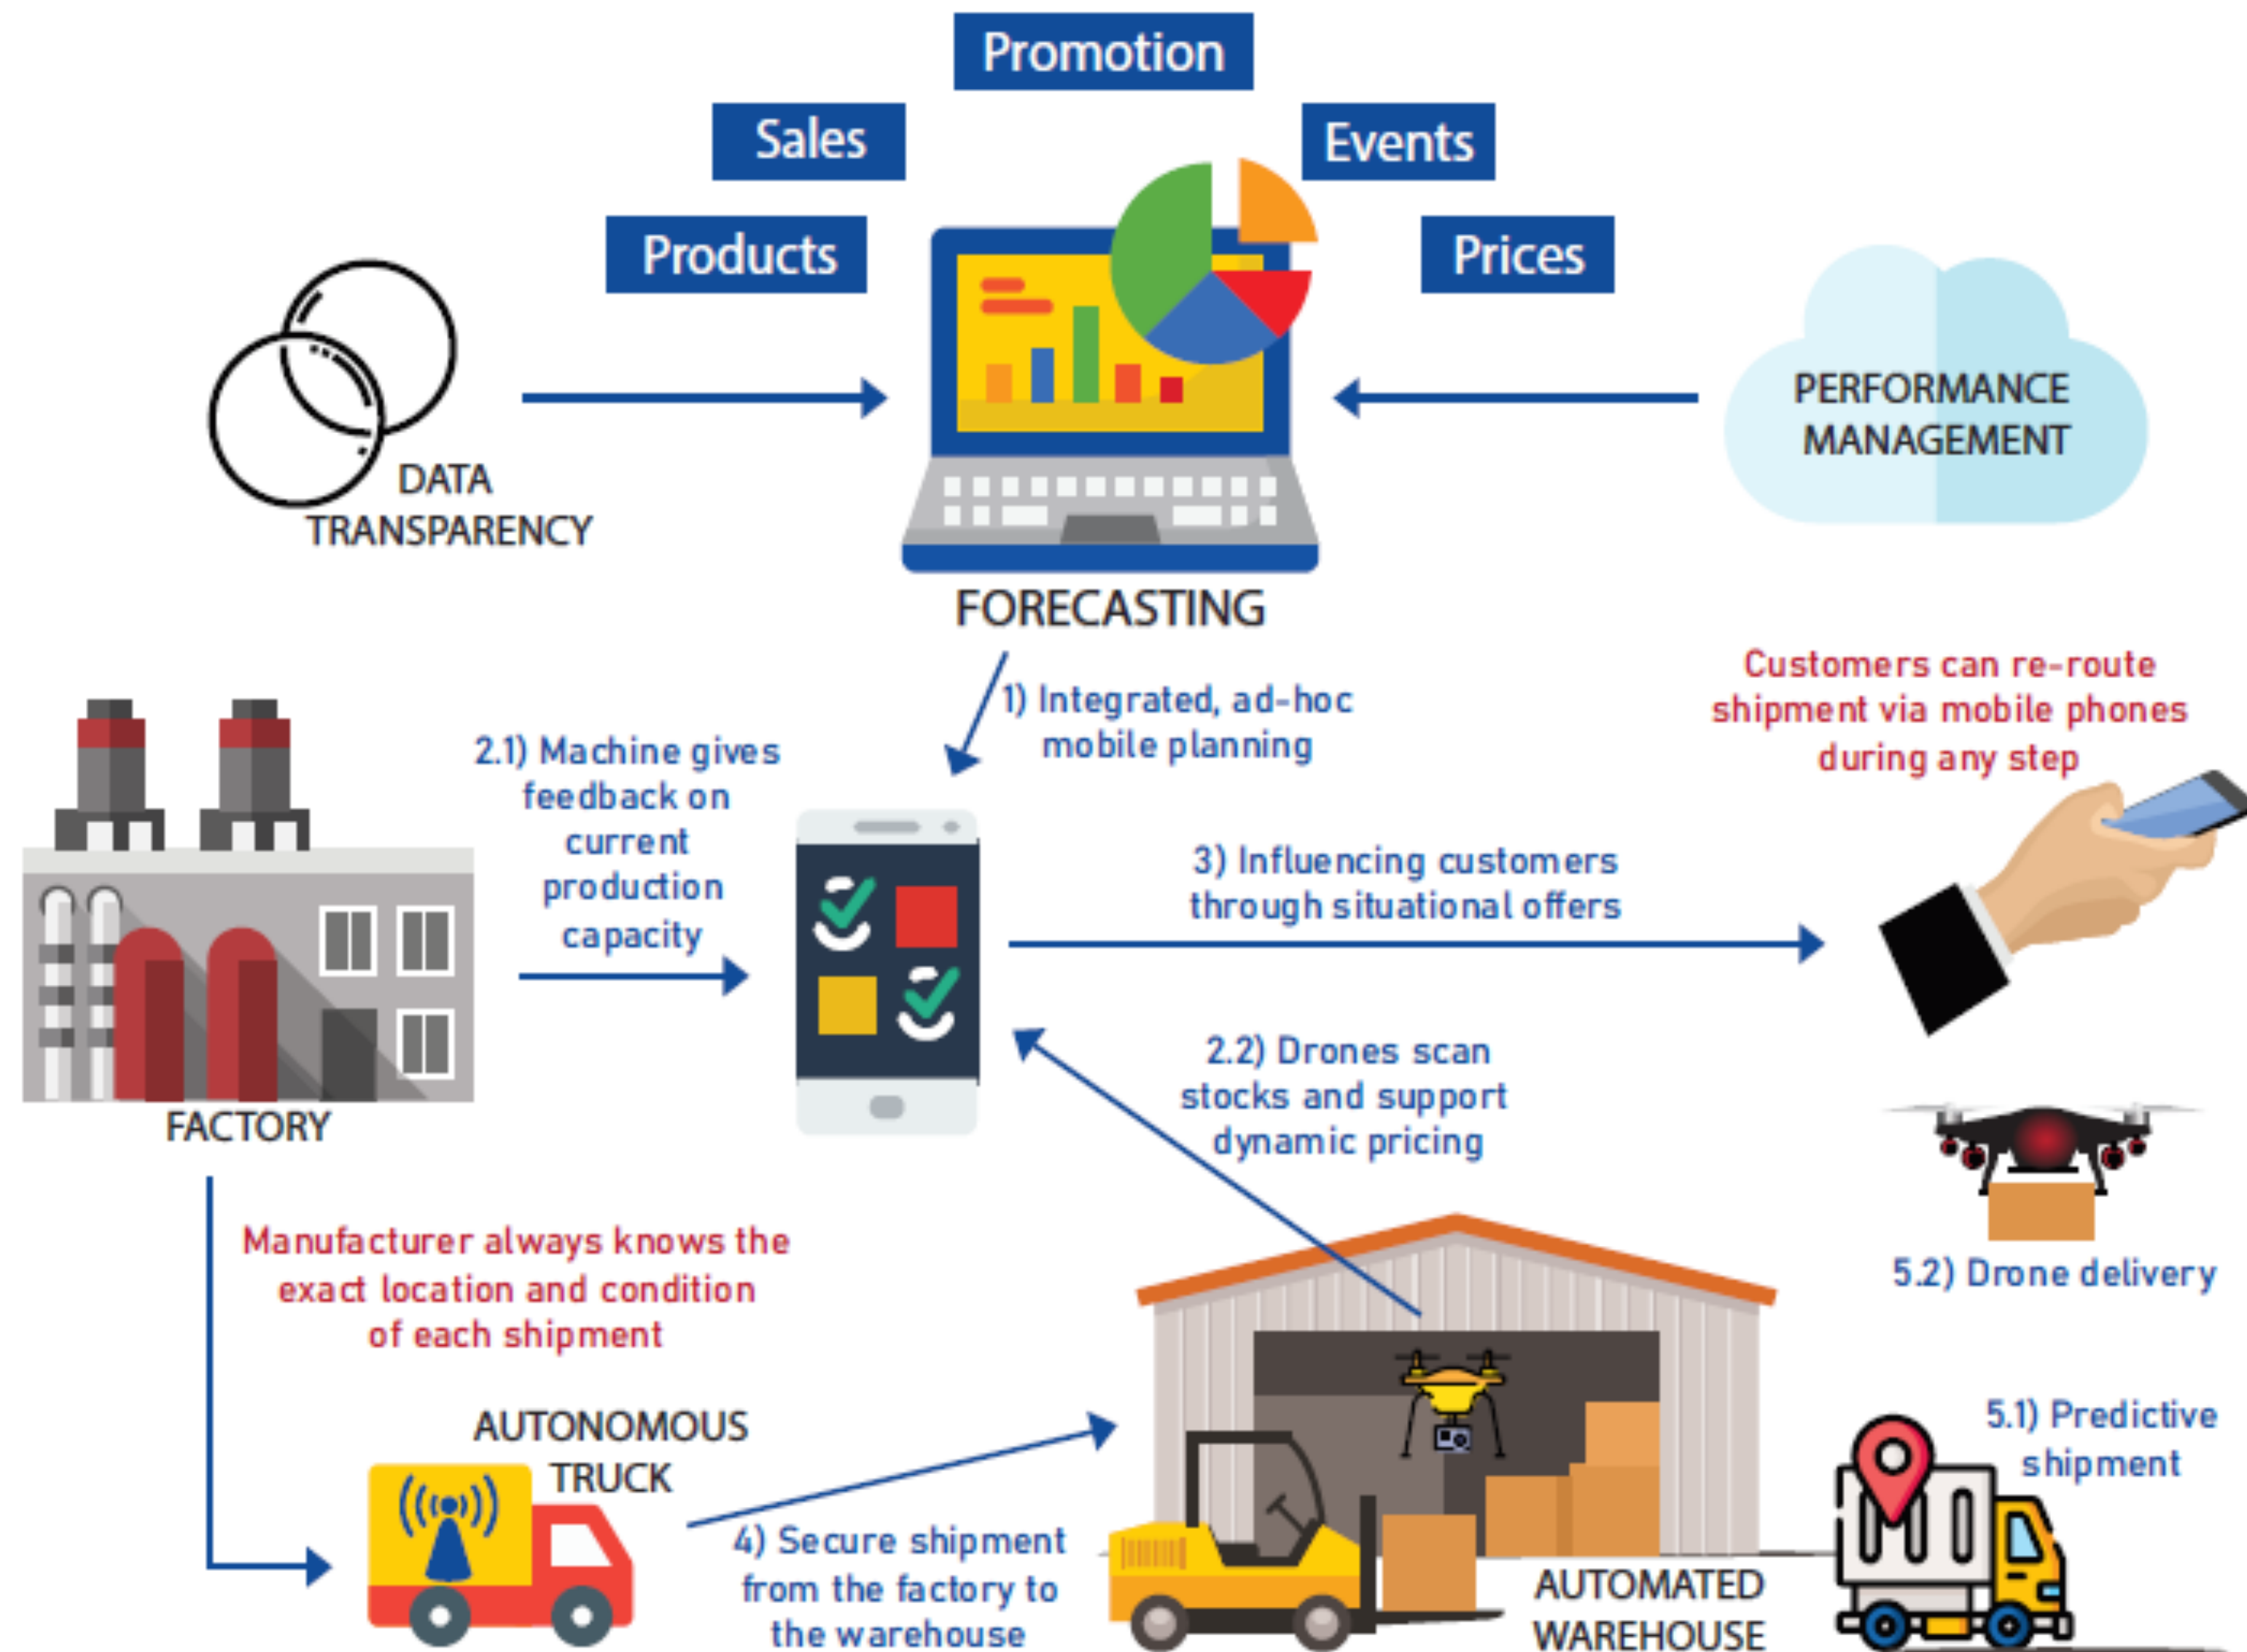 Promotion
Sales
Events
Products
Prices
DATA
TRANSPARENCY
PERFORMANCE
MANAGEMENT
FORECASTING
1) Integrated, ad-hoc
mobile planning
Customers can re-route
shipment via mobile phones
during any step
2.1) Machine gives
feedback on
current
production
capacity
3) Influencing customers
through situational offers
2.2) Drones scan
stocks and support
dynamic pricing
FACTORY
5.2) Drone delivery
Manufacturer always knows the
exact location and condition
of each shipment
AUTONOMOUS
TRUCK
4) Secure shipment
from the factory to
the warehouse
5.1) Predictive
shipment
AUTOMATED
WAREHOUSE